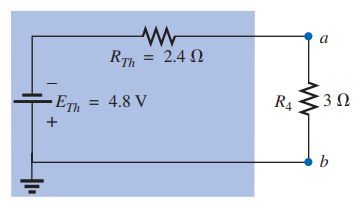 a
R_Th = 2.4 Ω
−
E_Th = 4.8 V
R_4 3 Ω
+
b